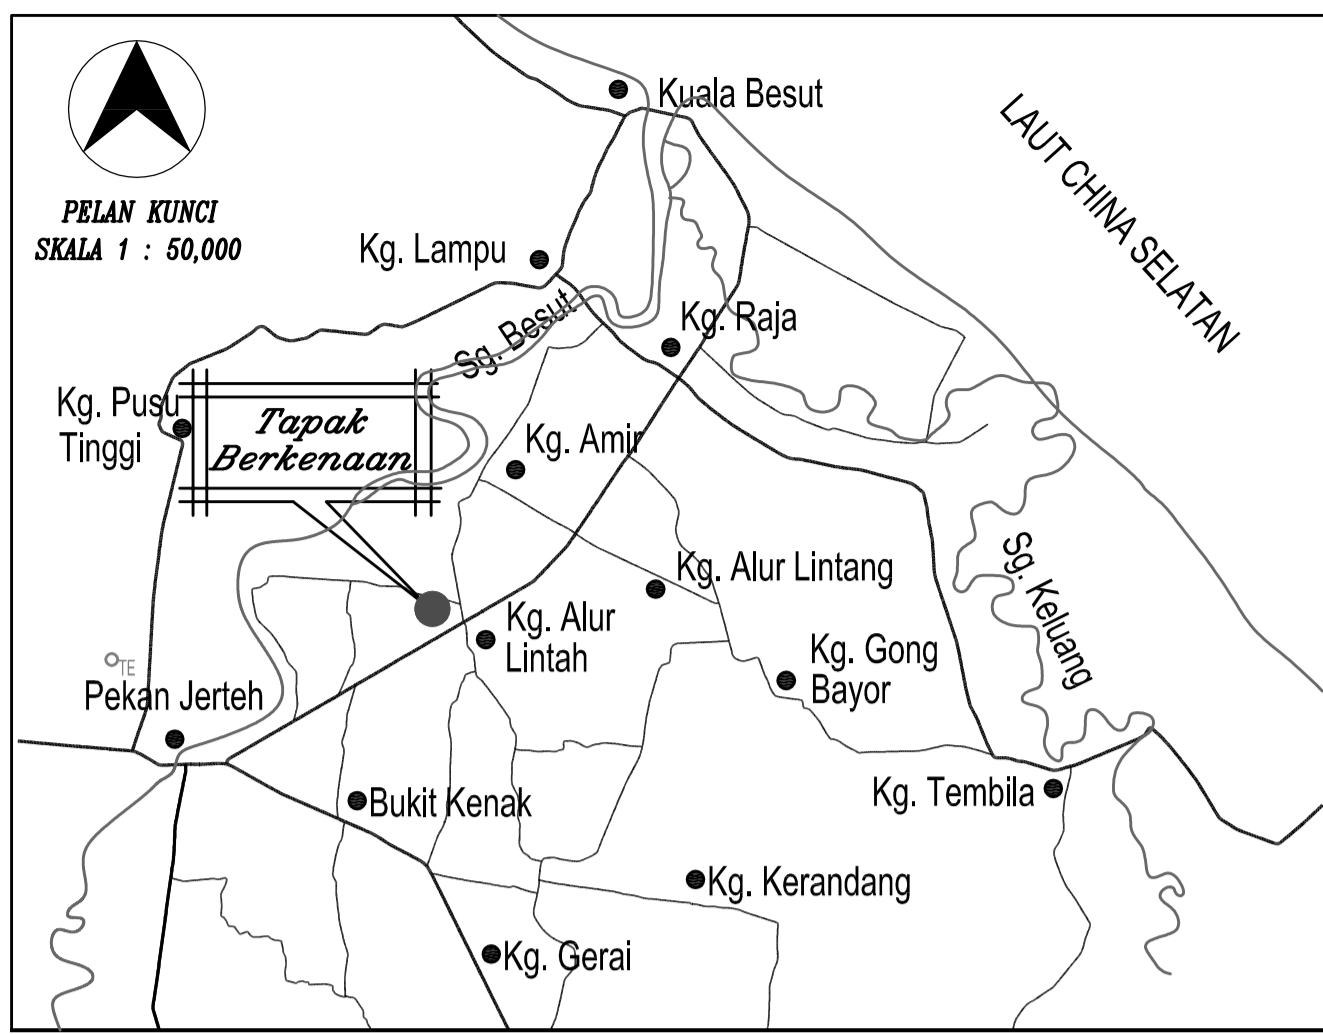 Kuala Besut
LAUT CHINA SELATAN
PELAN KUNCI
SKALA 1 : 50,000
Kg. Lampu
Sg. Besut
Kg. Raja
Kg. Pusu
Tinggi
Tapak
Berkenaan
Kg. Amir
Kg. Alur Lintang
Sg. Keluang
Kg. Alur
Lintah
Kg. Gong
Bayor
TE
Pekan Jerteh
Kg. Tembila
Bukit Kenak
Kg. Kerandang
Kg. Gerai